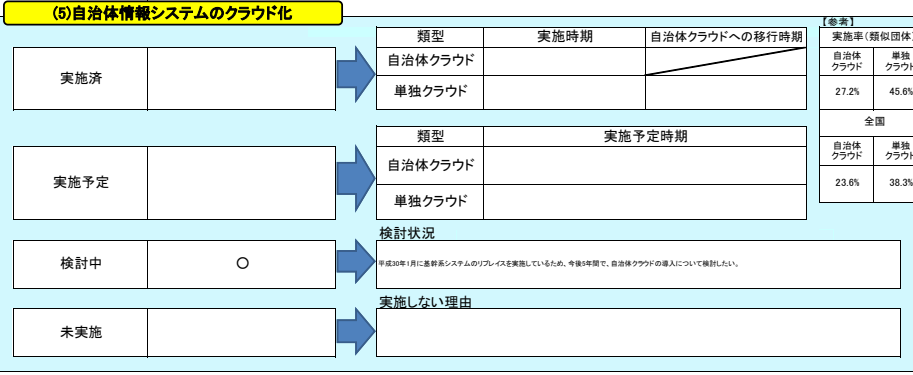 (5)自治体情報システムのクラウド化
【参考】
類型 実施時期 自治体クラウドへの移行時期
実施率(類似団体)
実施済
自治体クラウド
単独クラウド
自治体
クラウド
単独
クラウド
27.2% 45.6%
全国
自治体
クラウド
単独
クラウド
23.6% 38.3%
実施予定
類型 実施予定時期
自治体クラウド
単独クラウド
検討状況
検討中 〇
平成30年1月に基幹系システムのリプレイスを実施しているため、今後5年間で、自治体クラウドの導入について検討したい。
実施しない理由
未実施